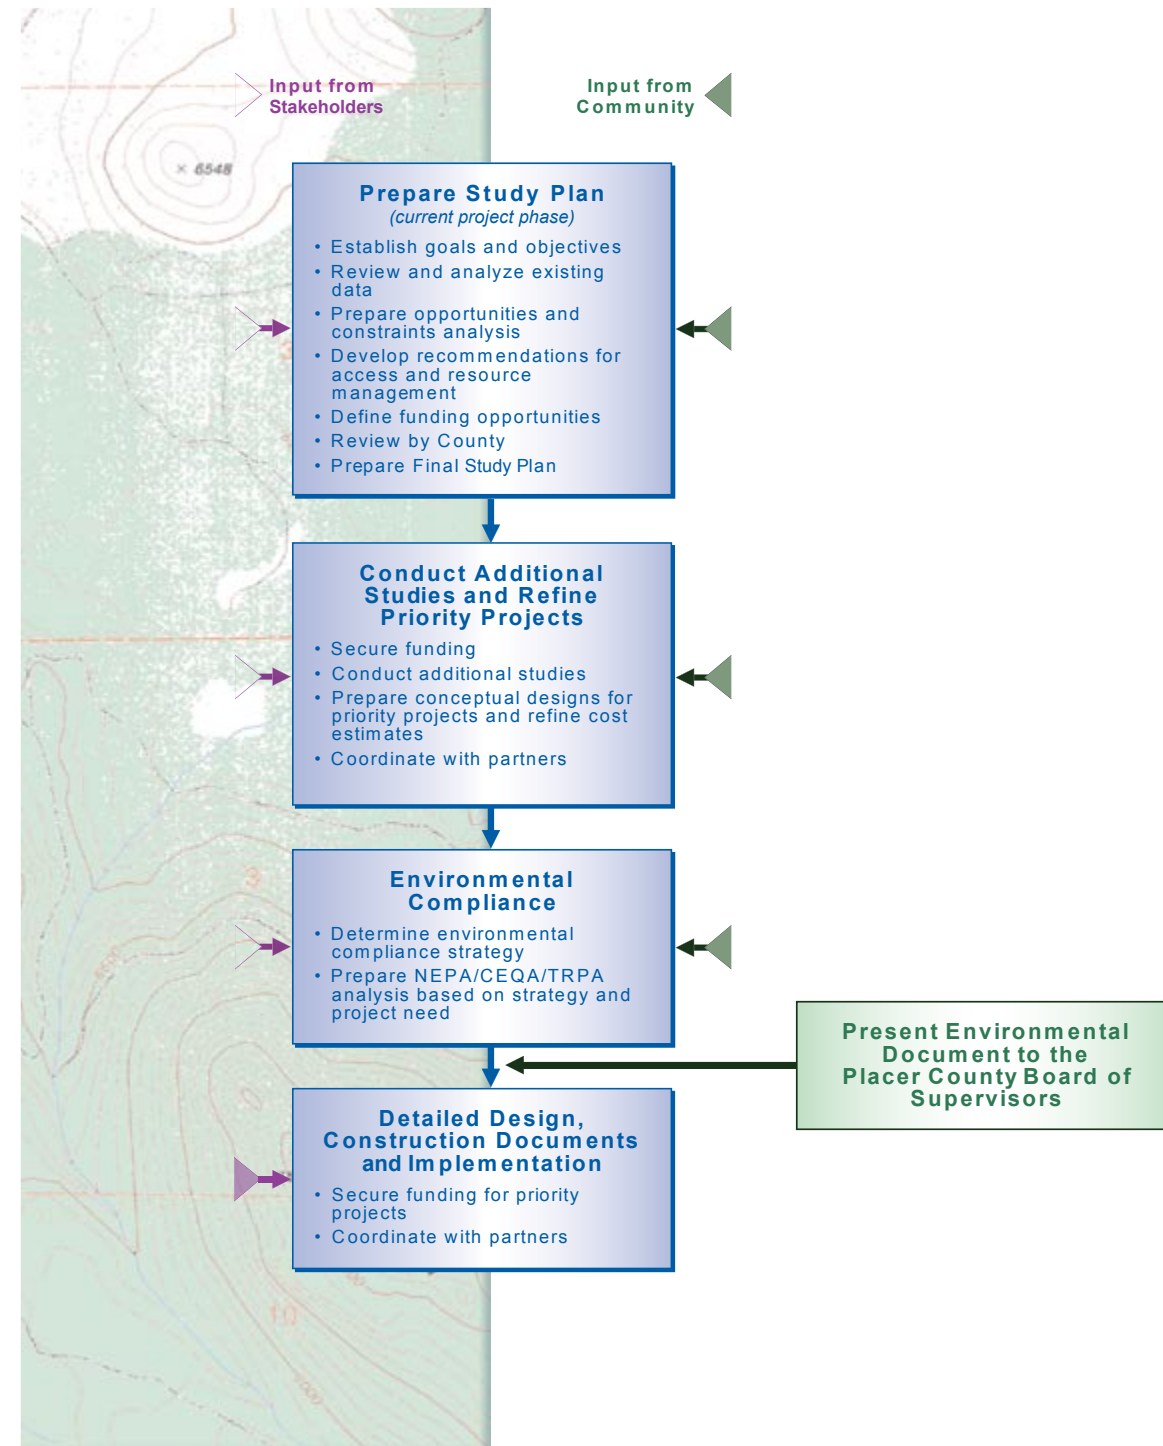 Input from
Stakeholders
Input from
Community
× 6548
Prepare Study Plan
(current project phase)
• Establish goals and objectives
• Review and analyze existing
data
• Prepare opportunities and
constraints analysis
• Develop recommendations for
access and resource
management
• Define funding opportunities
• Review by County
• Prepare Final Study Plan
Conduct Additional
Studies and Refine
Priority Projects
• Secure funding
• Conduct additional studies
• Prepare conceptual designs for
priority projects and refine cost
estimates
• Coordinate with partners
3
6500
Environmental
Compliance
• Determine environmental
compliance strategy
• Prepare NEPA/CEQA/TRPA
analysis based on strategy and
project need
Present Environmental
Document to the
Placer County Board of
Supervisors
Detailed Design,
Construction Documents
and Implementation
• Secure funding for priority
projects
• Coordinate with partners
10